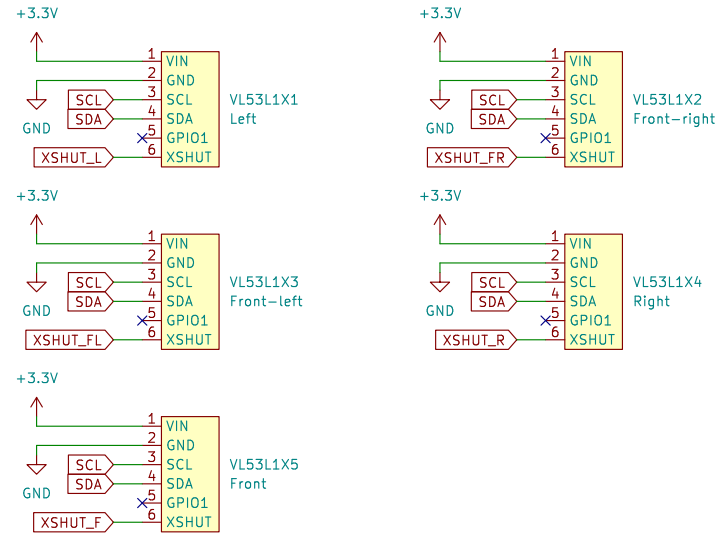 +3.3V
1 VIN
2 GND
SCL 3 SCL
SDA 4 SDA
5 GPIO1
XSHUT_L 6 XSHUT
GND
VL53L1X1
Left
+3.3V
1 VIN
2 GND
SCL 3 SCL
SDA 4 SDA
5 GPIO1
XSHUT_FR 6 XSHUT
GND
VL53L1X2
Front-right
+3.3V
1 VIN
2 GND
SCL 3 SCL
SDA 4 SDA
5 GPIO1
XSHUT_FL 6 XSHUT
GND
VL53L1X3
Front-left
+3.3V
1 VIN
2 GND
SCL 3 SCL
SDA 4 SDA
5 GPIO1
XSHUT_R 6 XSHUT
GND
VL53L1X4
Right
+3.3V
1 VIN
2 GND
SCL 3 SCL
SDA 4 SDA
5 GPIO1
XSHUT_F 6 XSHUT
GND
VL53L1X5
Front